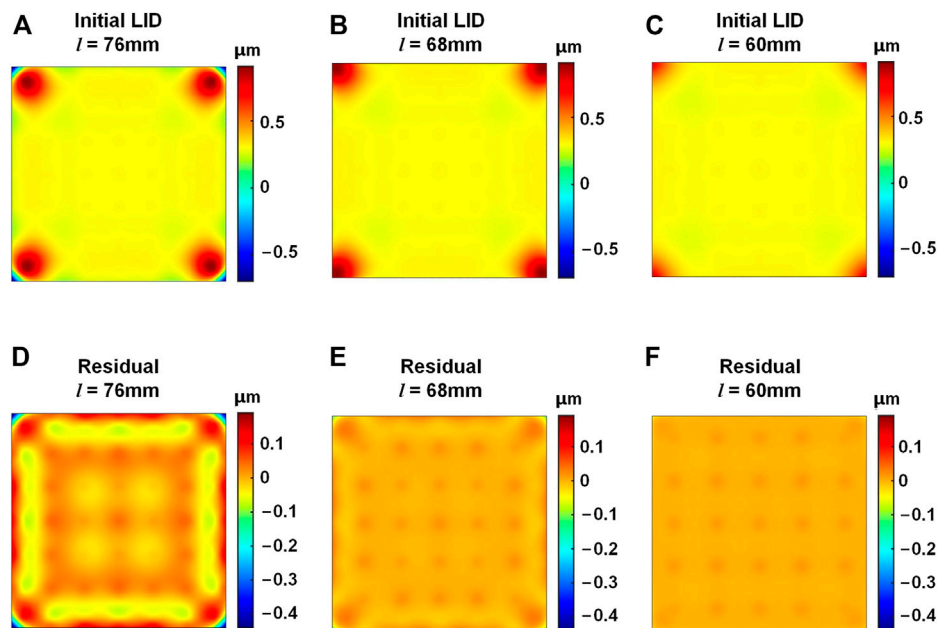 A
Initial LID
l = 76mm
µm
0.5
0
−0.5
B
Initial LID
l = 68mm
µm
0.5
0
−0.5
C
Initial LID
l = 60mm
µm
0.5
0
−0.5
D
Residual
l = 76mm
µm
0.1
0
−0.1
−0.2
−0.3
−0.4
E
Residual
l = 68mm
µm
0.1
0
−0.1
−0.2
−0.3
−0.4
F
Residual
l = 60mm
µm
0.1
0
−0.1
−0.2
−0.3
−0.4